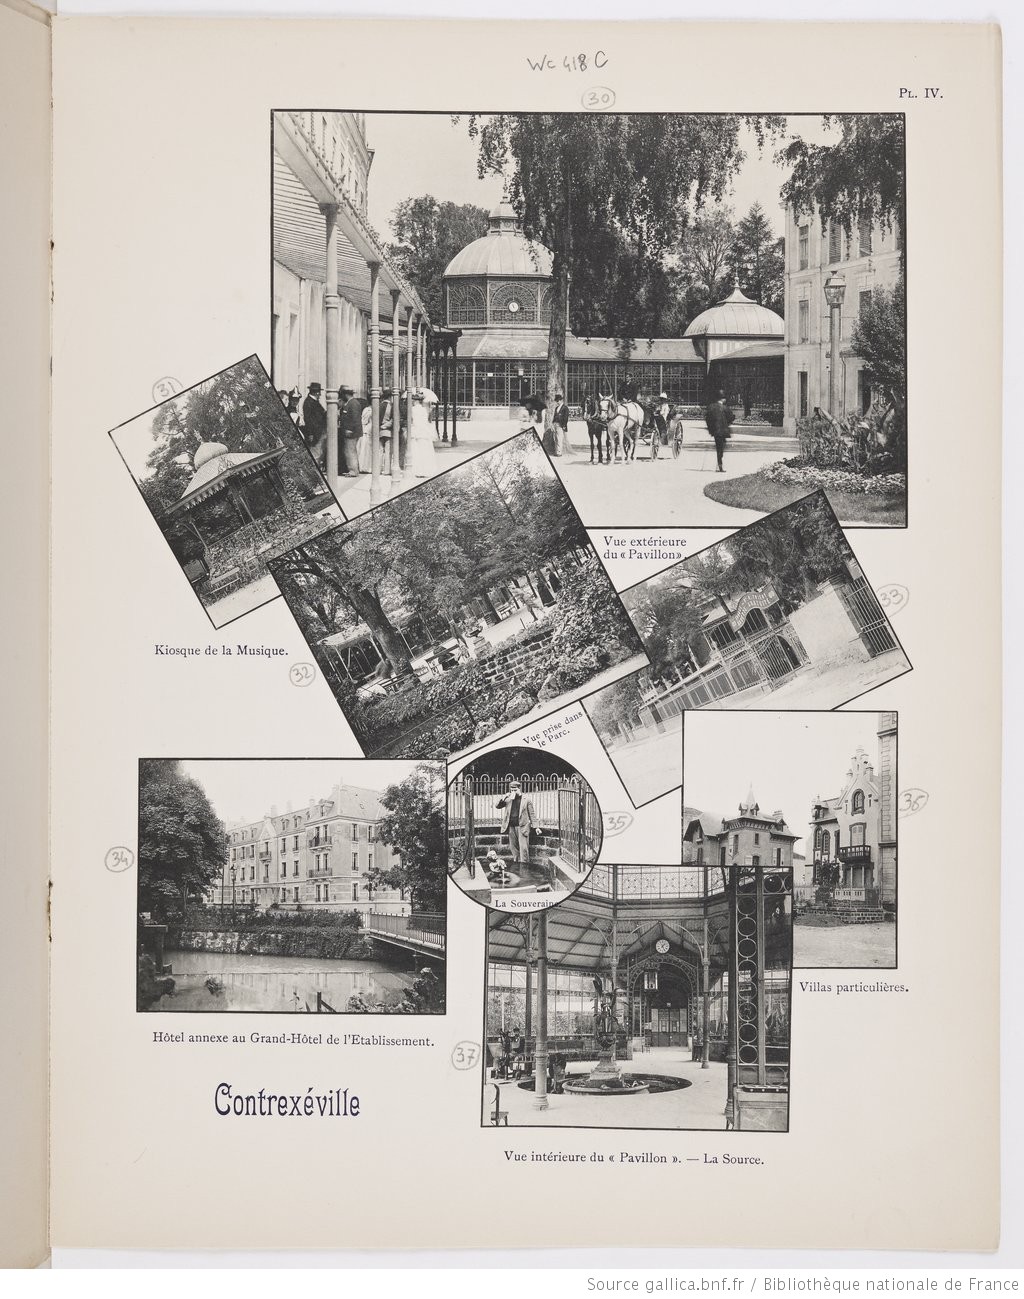 Wc 418 C
30
PL. IV.
31
Vue extérieure
du « Pavillon ».
33
Kiosque de la Musique.
32
Vue prise dans
le Parc.
34
35
36
La Souveraine
Villas particulières.
Hôtel annexe au Grand-Hôtel de l'Etablissement.
37
Contrexéville
Vue intérieure du « Pavillon ». — La Source.
Source gallica.bnf.fr / Bibliothèque nationale de France